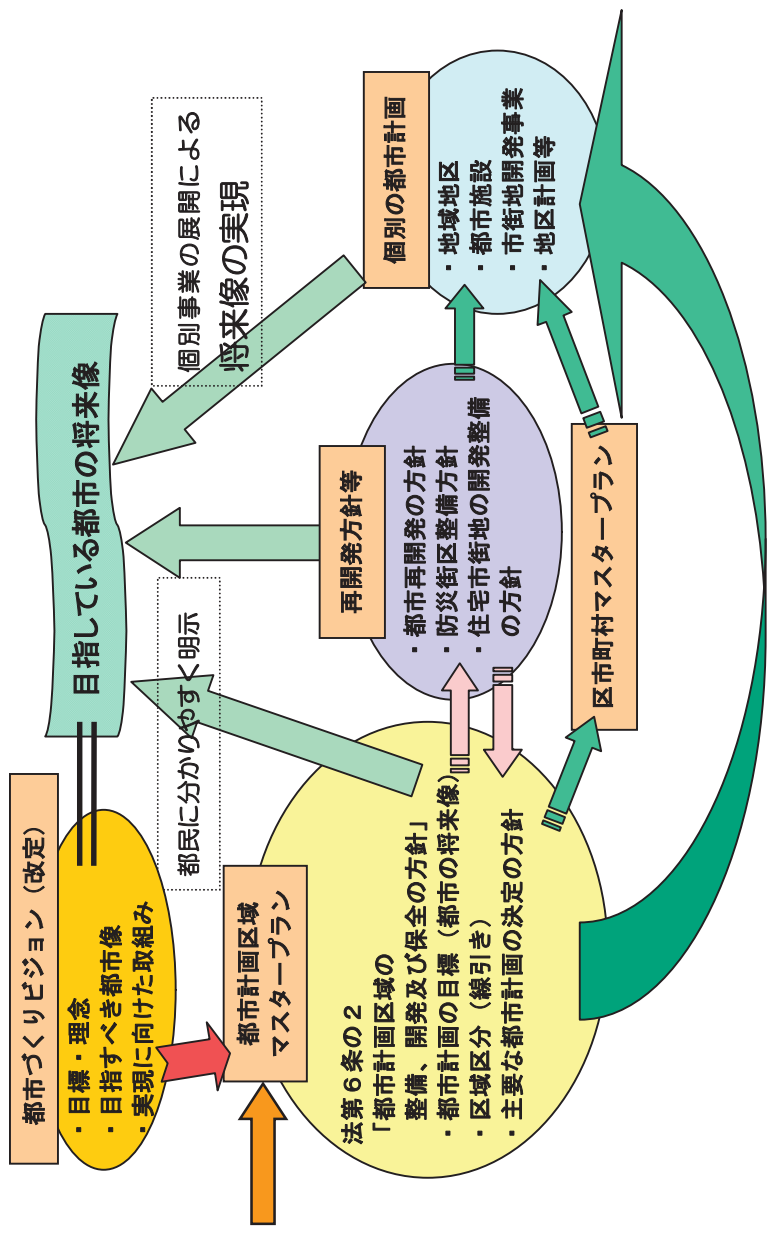 都市づくりビジョン（改定）
・目標・理念
・目指すべき都市像
・実現に向けた取組み
目指している都市の将来像
都民に分かりやすく明示
個別事業の展開による
将来像の実現
都市計画区域
マスタープラン
法第６条の２
「都市計画区域の
整備、開発及び保全の方針」
・都市計画の目標（都市の将来像）
・区域区分（線引き）
・主要な都市計画の決定の方針
再開発方針等
・都市再開発の方針
・防災街区整備方針
・住宅市街地の開発整備
の方針
区市町村マスタープラン
個別の都市計画
・地域地区
・都市施設
・市街地開発事業
・地区計画等